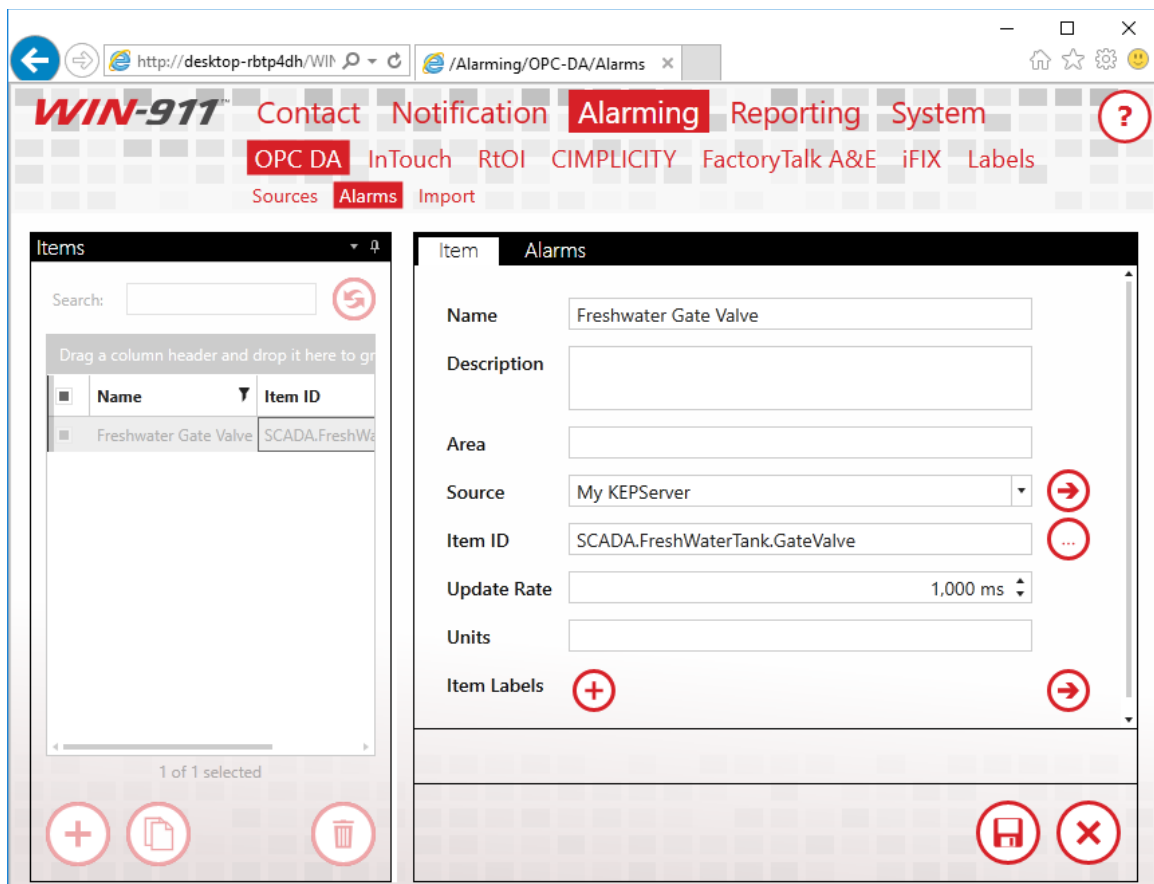 http://desktop-rbtp4dh/WIN
/Alarming/OPC-DA/Alarms
WIN-911™ Contact Notification Alarming Reporting System ?
OPC DA InTouch RtOI CIMPLICITY FactoryTalk A&E iFIX Labels
Sources Alarms Import
Items
Search:
Drag a column header and drop it here to gr
Name Item ID
Freshwater Gate Valve SCADA.FreshWa
1 of 1 selected
Item Alarms
Name Freshwater Gate Valve
Description
Area
Source My KEPServer
Item ID SCADA.FreshWaterTank.GateValve ...
Update Rate 1,000 ms
Units
Item Labels